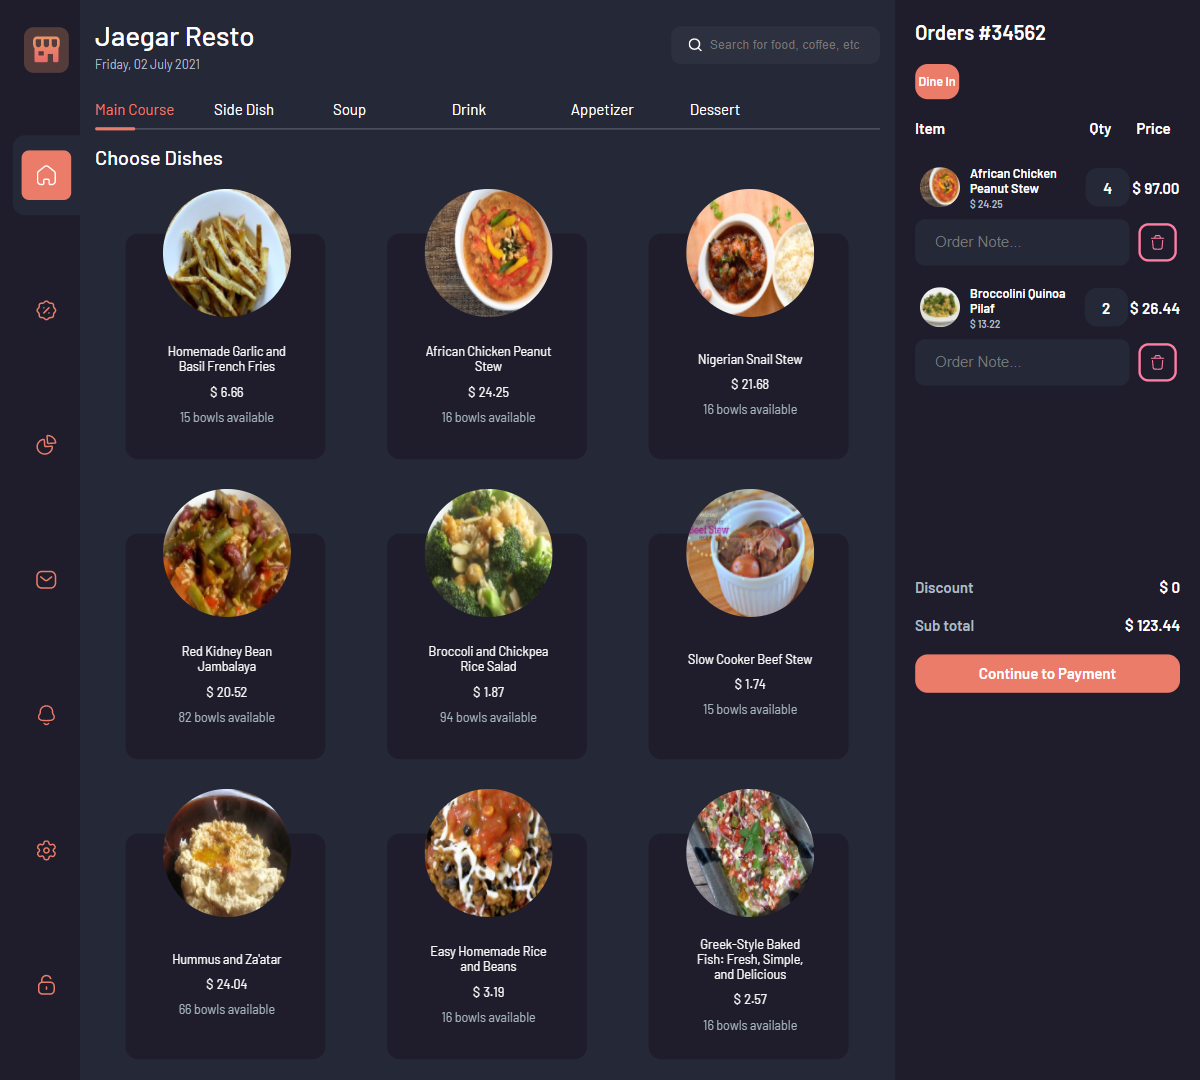 Jaegar Resto
Friday, 02 July 2021
Search for food, coffee, etc
Main Course
Side Dish
Soup
Drink
Appetizer
Dessert
Choose Dishes
Homemade Garlic and
Basil French Fries
$ 6.66
15 bowls available
African Chicken Peanut
Stew
$ 24.25
16 bowls available
Nigerian Snail Stew
$ 21.68
16 bowls available
Red Kidney Bean
Jambalaya
$ 20.52
82 bowls available
Broccoli and Chickpea
Rice Salad
$ 1.87
94 bowls available
Beef Stew
Slow Cooker Beef Stew
$ 1.74
15 bowls available
Hummus and Za'atar
$ 24.04
66 bowls available
Easy Homemade Rice
and Beans
$ 3.19
16 bowls available
Greek-Style Baked
Fish: Fresh, Simple,
and Delicious
$ 2.57
16 bowls available
Orders #34562
Dine In
Item Qty Price
African Chicken
Peanut Stew
$ 24.25
4
$ 97.00
Order Note...
Broccolini Quinoa
Pilaf
$ 13.22
2
$ 26.44
Order Note...
Discount $ 0
Sub total $ 123.44
Continue to Payment